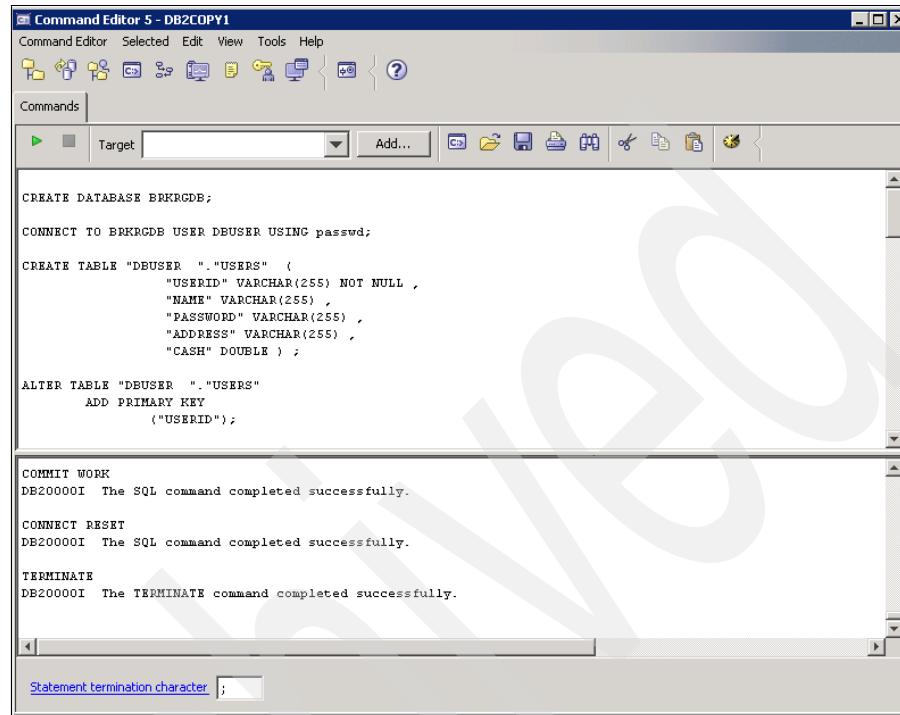 Command Editor 5 - DB2COPY1
Command Editor Selected Edit View Tools Help
Commands
Target Add...
CREATE DATABASE BRKRGDB;
CONNECT TO BRKRGDB USER DBUSER USING passwd;
CREATE TABLE "DBUSER  "."USERS"  (
"USERID" VARCHAR(255) NOT NULL ,
"NAME" VARCHAR(255) ,
"PASSWORD" VARCHAR(255) ,
"ADDRESS" VARCHAR(255) ,
"CASH" DOUBLE ) ;
ALTER TABLE "DBUSER  "."USERS"
ADD PRIMARY KEY
("USERID");
COMMIT WORK
DB20000I  The SQL command completed successfully.
CONNECT RESET
DB20000I  The SQL command completed successfully.
TERMINATE
DB20000I  The TERMINATE command completed successfully.
Statement termination character ;